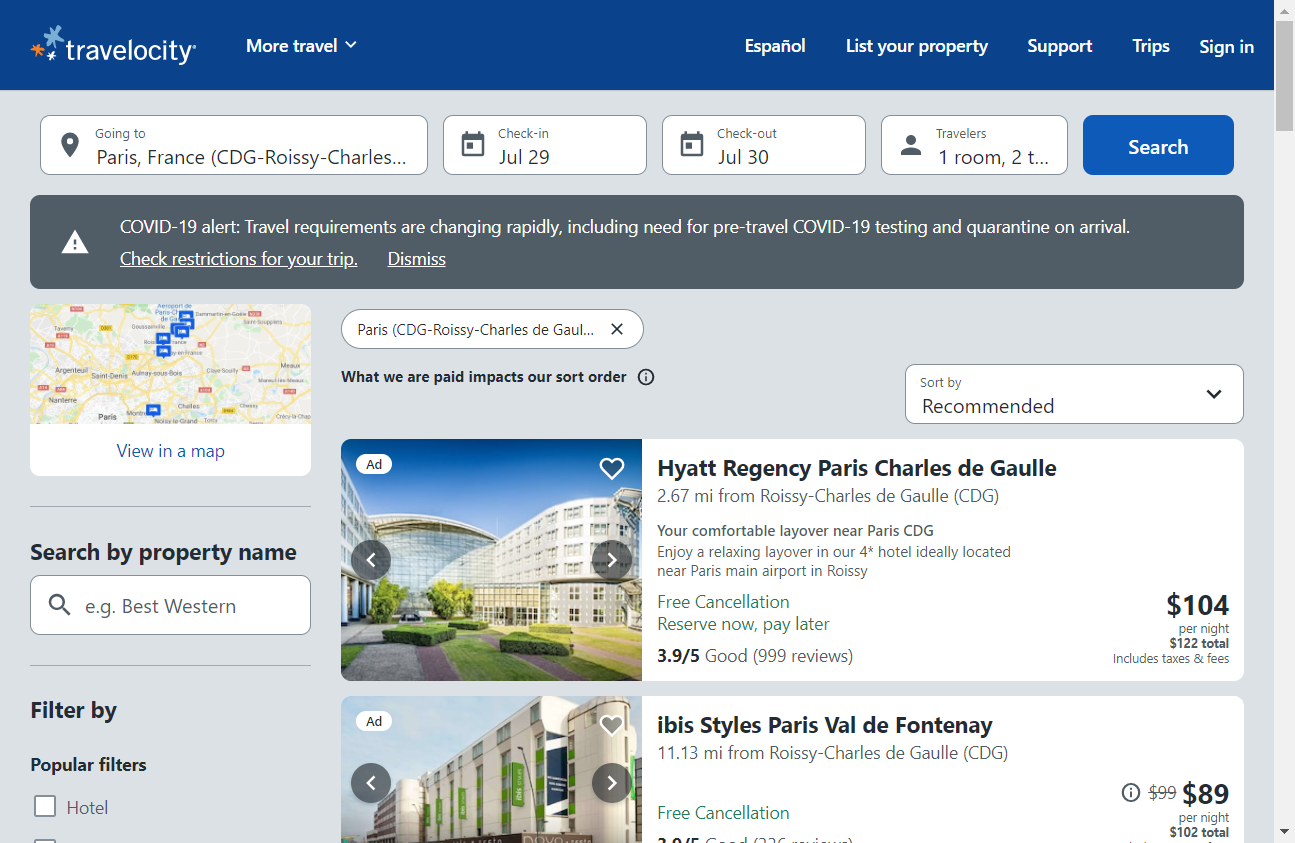 travelocity
More travel
Español
List your property
Support
Trips
Sign in
Going to
Paris, France (CDG-Roissy-Charles...
Check-in
Jul 29
Check-out
Jul 30
Travelers
1 room, 2 t...
Search
COVID-19 alert: Travel requirements are changing rapidly, including need for pre-travel COVID-19 testing and quarantine on arrival.
Check restrictions for your trip.
Dismiss
View in a map
Search by property name
e.g. Best Western
Filter by
Popular filters
Hotel
Paris (CDG-Roissy-Charles de Gaul...
What we are paid impacts our sort order
Sort by
Recommended
Ad
Hyatt Regency Paris Charles de Gaulle
2.67 mi from Roissy-Charles de Gaulle (CDG)
Your comfortable layover near Paris CDG
Enjoy a relaxing layover in our 4* hotel ideally located
near Paris main airport in Roissy
Free Cancellation
Reserve now, pay later
3.9/5 Good (999 reviews)
$104
per night
$122 total
Includes taxes & fees
Ad
ibis Styles Paris Val de Fontenay
11.13 mi from Roissy-Charles de Gaulle (CDG)
Free Cancellation
$99 $89
per night
$102 total